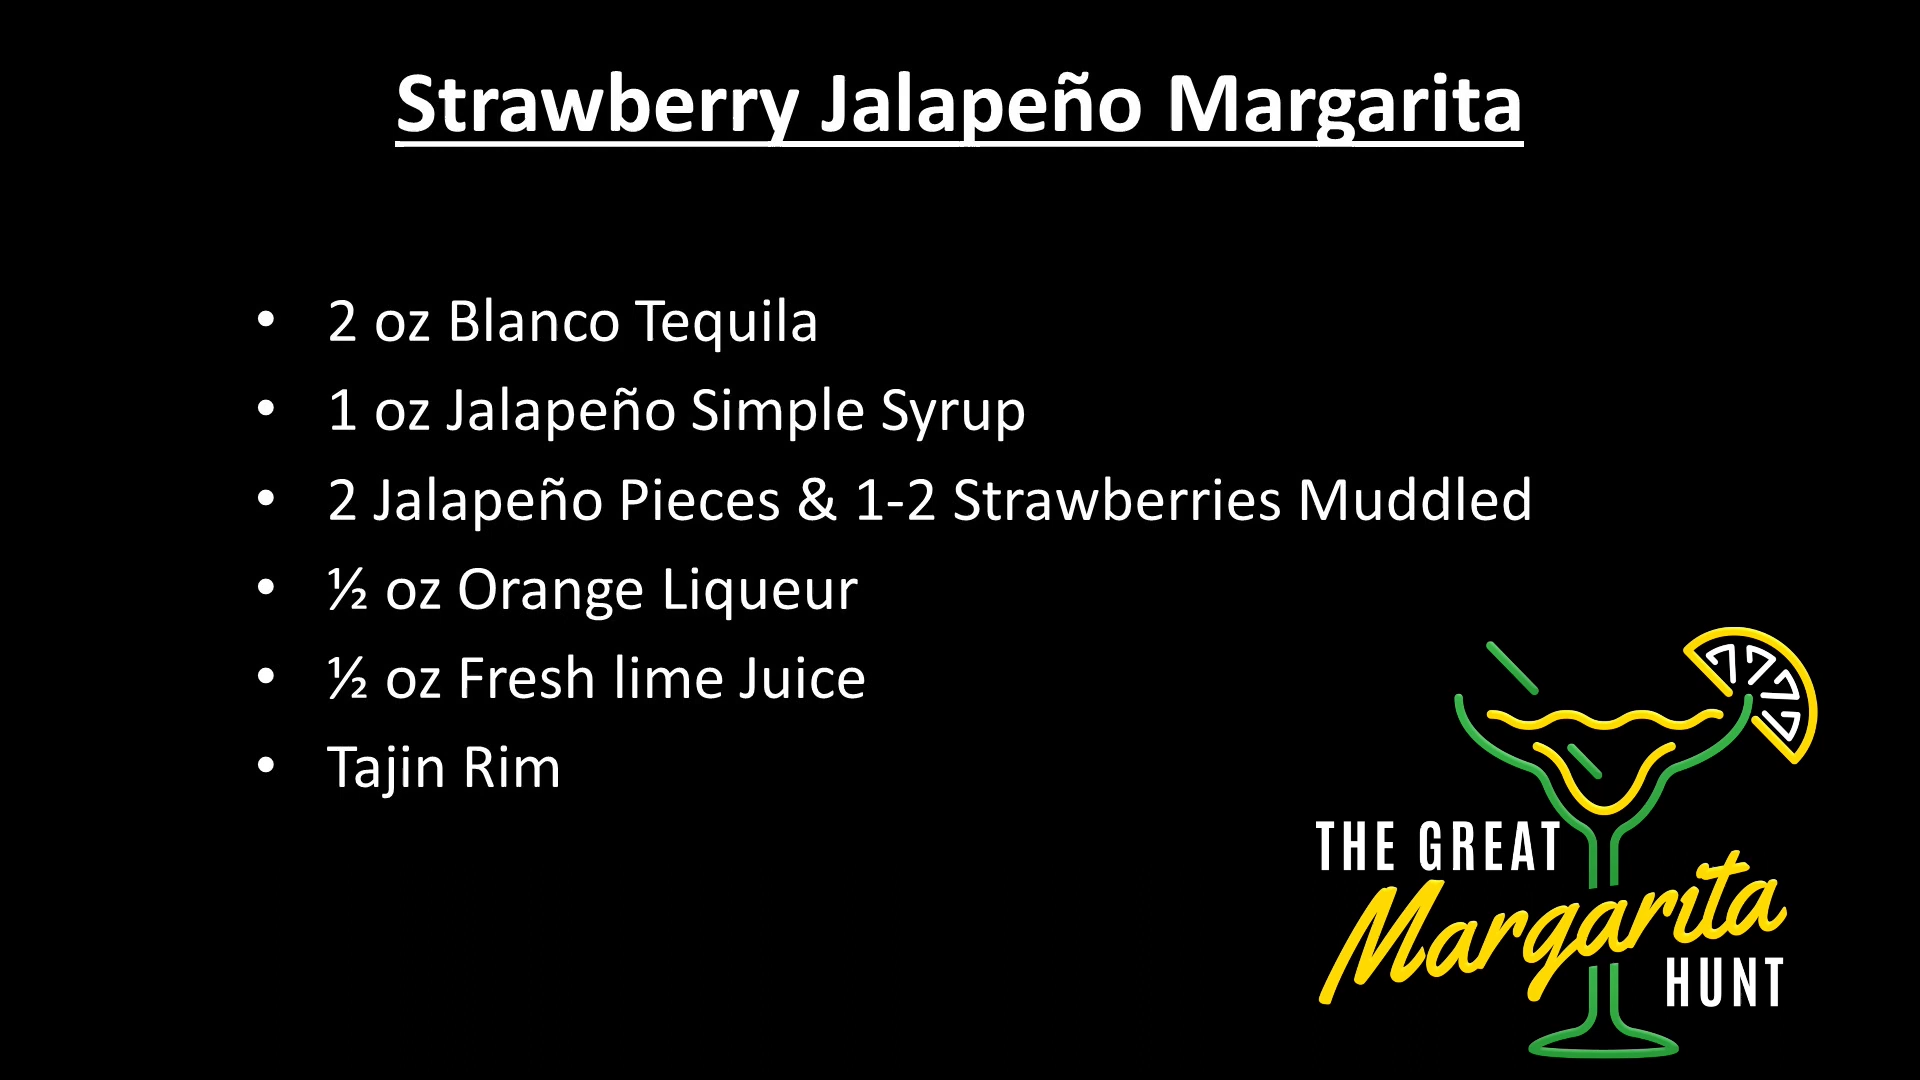 Strawberry Jalapeño Margarita
• 2 oz Blanco Tequila
• 1 oz Jalapeño Simple Syrup
• 2 Jalapeño Pieces & 1-2 Strawberries Muddled
• ½ oz Orange Liqueur
• ½ oz Fresh lime Juice
• Tajin Rim
THE GREAT
Margarita
HUNT